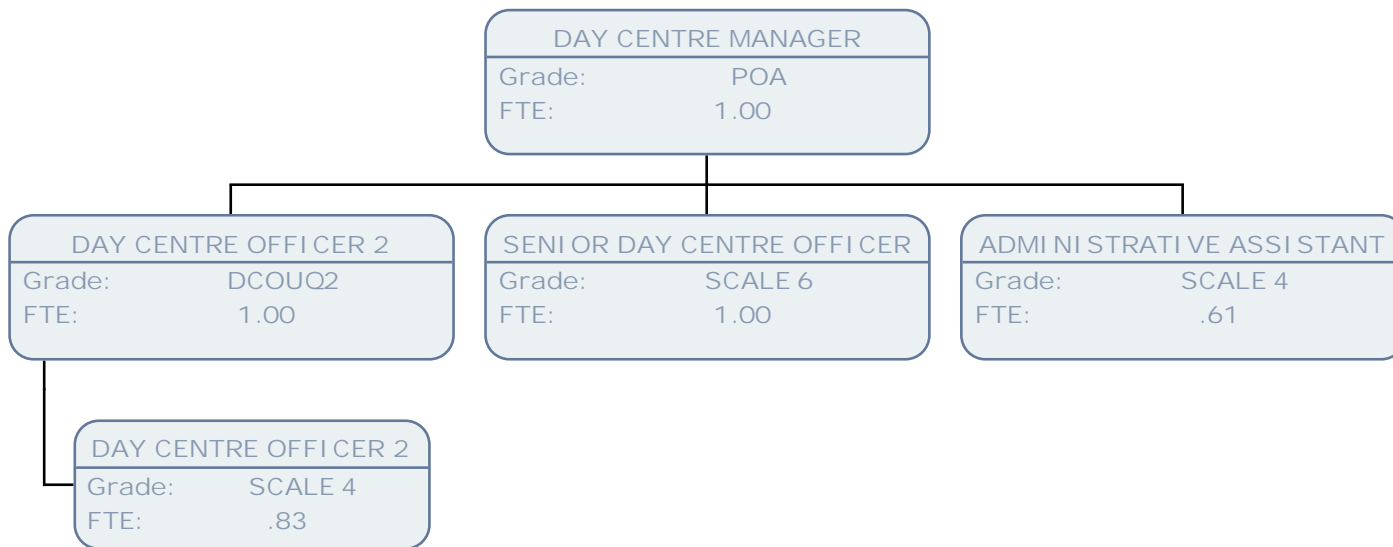 DAY CENTRE MANAGER
Grade: POA
FTE: 1.00
DAY CENTRE OFFICER 2
Grade: DCOUQ2
FTE: 1.00
SENIOR DAY CENTRE OFFICER
Grade: SCALE 6
FTE: 1.00
ADMINISTRATIVE ASSISTANT
Grade: SCALE 4
FTE: .61
DAY CENTRE OFFICER 2
Grade: SCALE 4
FTE: .83